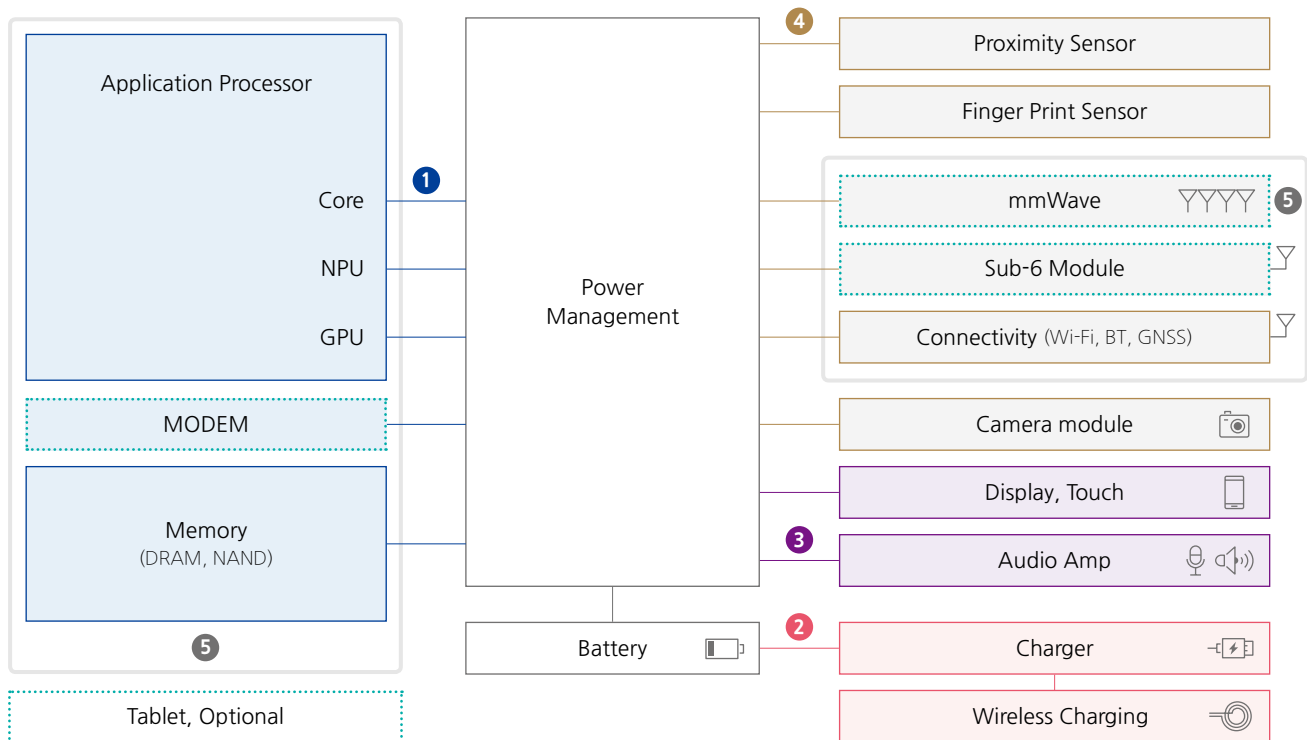 Application Processor
Core
NPU
GPU
MODEM
Memory
(DRAM, NAND)
5
Tablet, Optional
1
Power
Management
Battery
4
Proximity Sensor
Finger Print Sensor
mmWave
5
Sub-6 Module
Connectivity (Wi-Fi, BT, GNSS)
Camera module
Display, Touch
3
Audio Amp
2
Charger
Wireless Charging